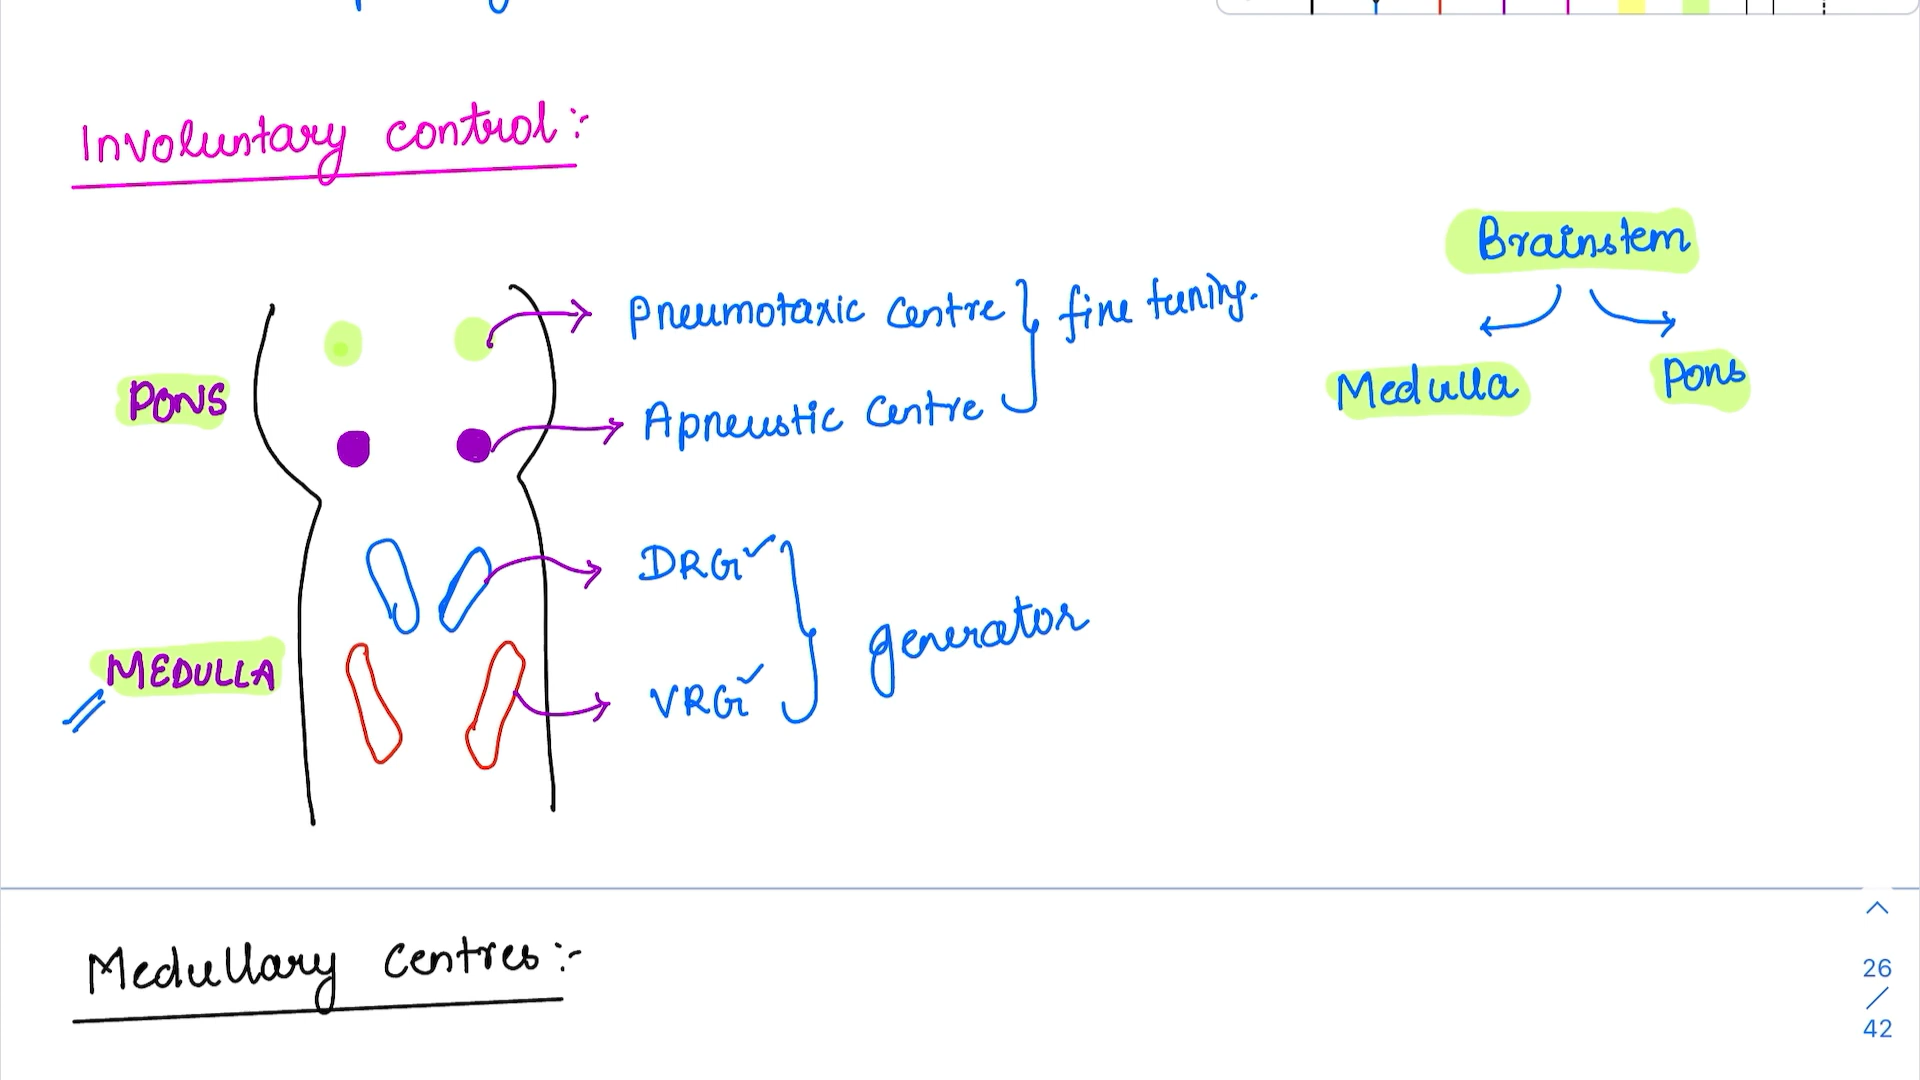 Involuntary control:-
Brainstem
Pneumotaxic Centre
fine tuning.
Medulla
Pons
PONS
Apneustic Centre
DRG
generator
MEDULLA
VRG
Medullary Centres:-
26
/
42